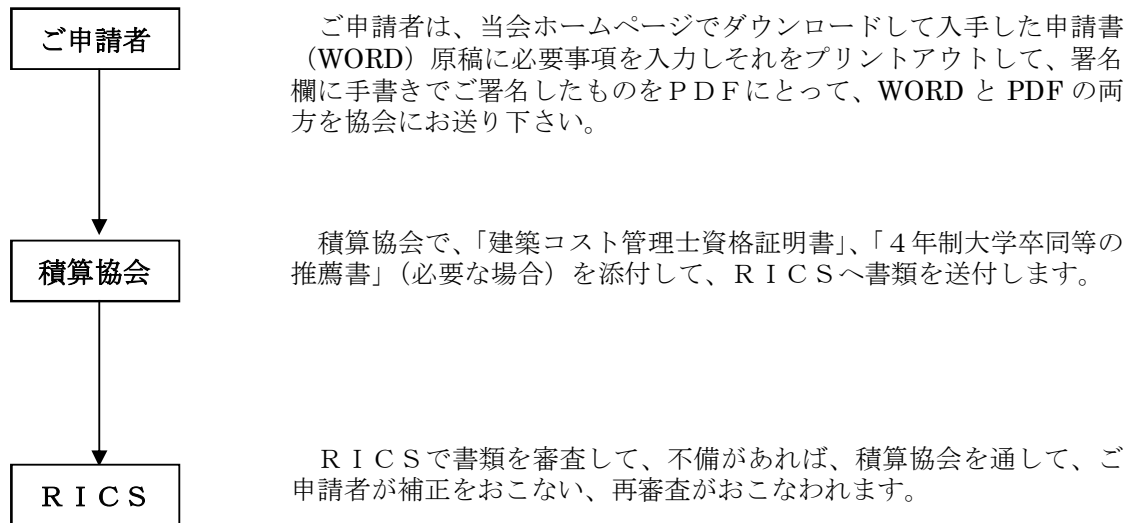 ご申請者
　ご申請者は、当会ホームページでダウンロードして入手した申請書
（WORD）原稿に必要事項を入力しそれをプリントアウトして、署名
欄に手書きでご署名したものをＰＤＦにとって、WORD と PDF の両
方を協会にお送り下さい。
積算協会
　積算協会で、「建築コスト管理士資格証明書」、「４年制大学卒同等の
推薦書」（必要な場合）を添付して、ＲＩＣＳへ書類を送付します。
ＲＩＣＳ
　ＲＩＣＳで書類を審査して、不備があれば、積算協会を通して、ご
申請者が補正をおこない、再審査がおこなわれます。